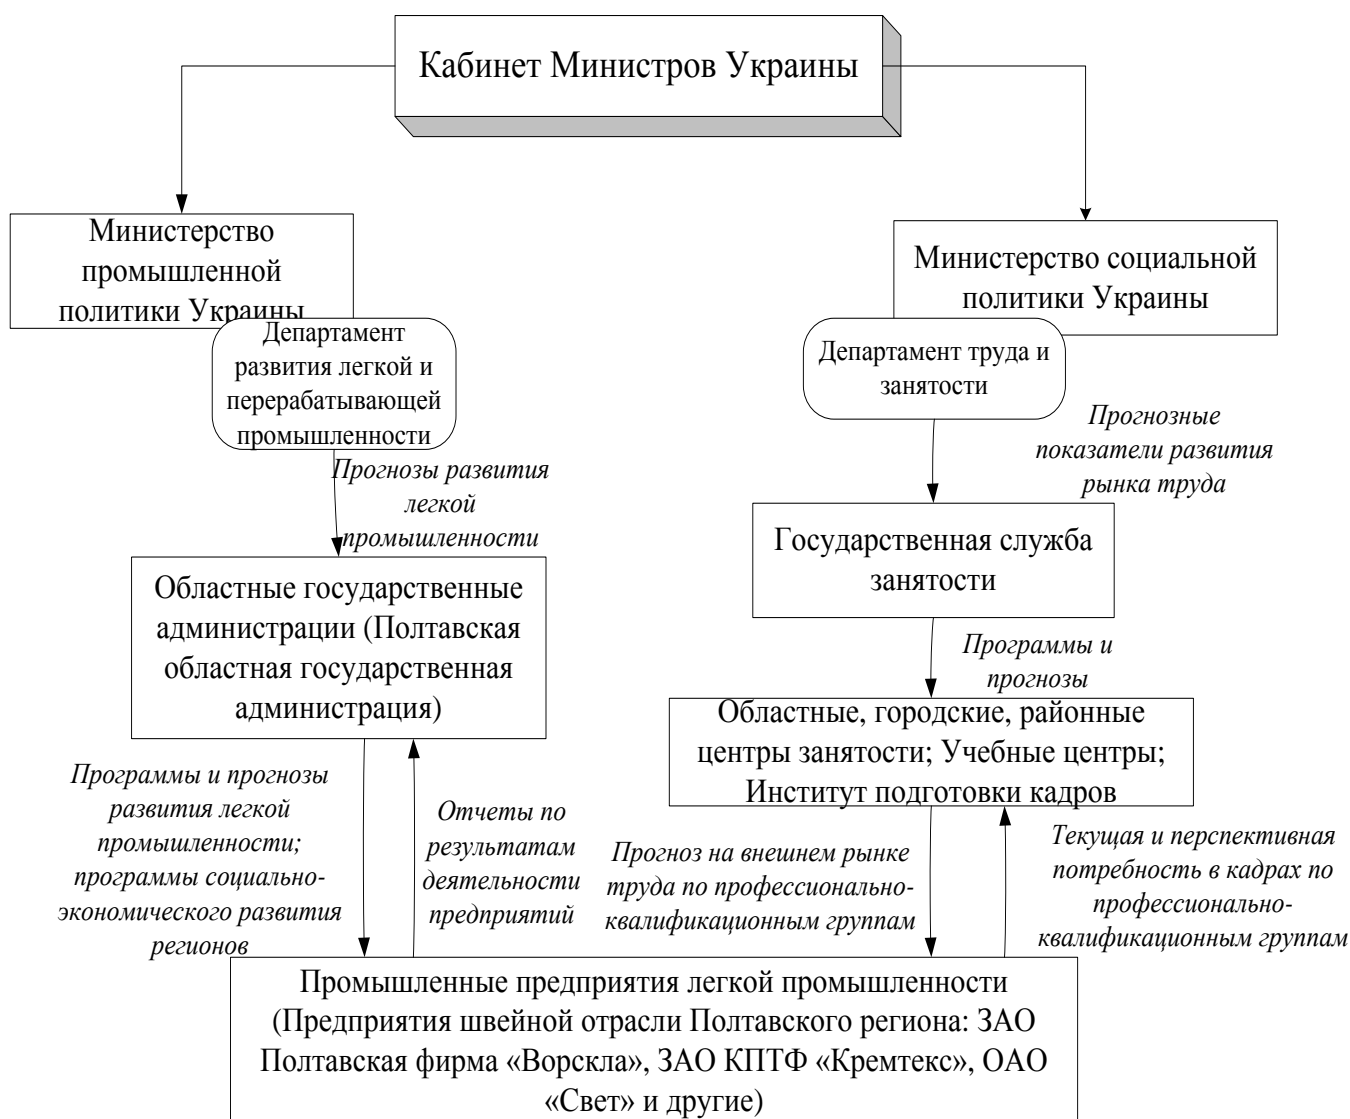 Кабинет Министров Украины
Министерство
промышленной
политики Украины
Министерство социальной
политики Украины
Департамент
развития легкой и
перерабатывающей
промышленности
Департамент труда и
занятости
Прогнозы развития
легкой
промышленности
Прогнозные
показатели развития
рынка труда
Областные государственные
администрации (Полтавская
областная государственная
администрация)
Государственная служба
занятости
Программы и
прогнозы
Областные, городские, районные
центры занятости; Учебные центры;
Институт подготовки кадров
Программы и прогнозы
развития легкой
промышленности;
программы социально-
экономического развития
регионов
Отчеты по
результатам
деятельности
предприятий
Прогноз на внешнем рынке
труда по профессионально-
квалификационным группам
Текущая и перспективная
потребность в кадрах по
профессионально-
квалификационным группам
Промышленные предприятия легкой промышленности
(Предприятия швейной отрасли Полтавского региона: ЗАО
Полтавская фирма «Ворскла», ЗАО КПТФ «Кремтекс», ОАО
«Свет» и другие)